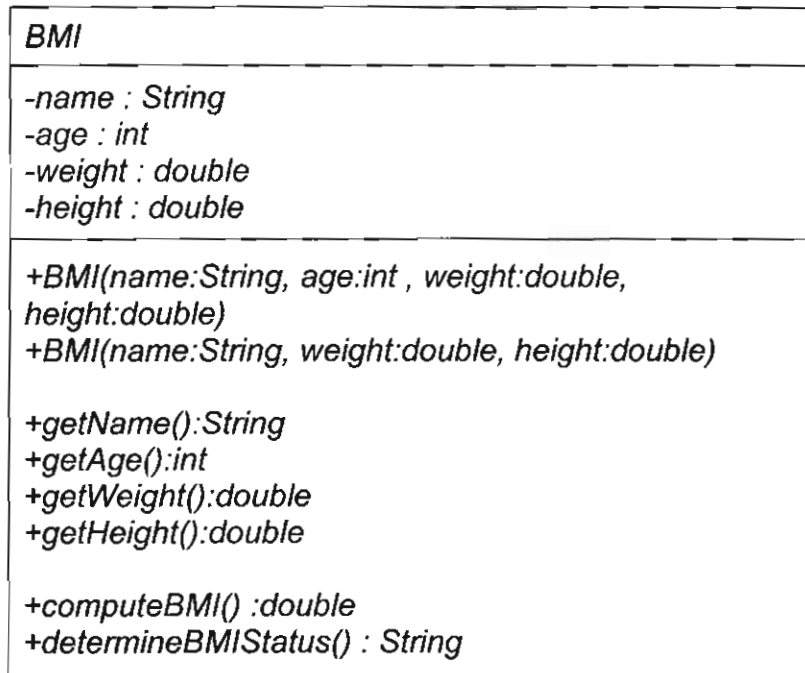 BMI
-name : String
-age : int
-weight : double
-height : double
+BMI(name:String, age:int , weight:double,
height:double)
+BMI(name:String, weight:double, height:double)
+getName():String
+getAge():int
+getWeight():double
+getHeight():double
+computeBMI() :double
+determineBMIStatus() : String